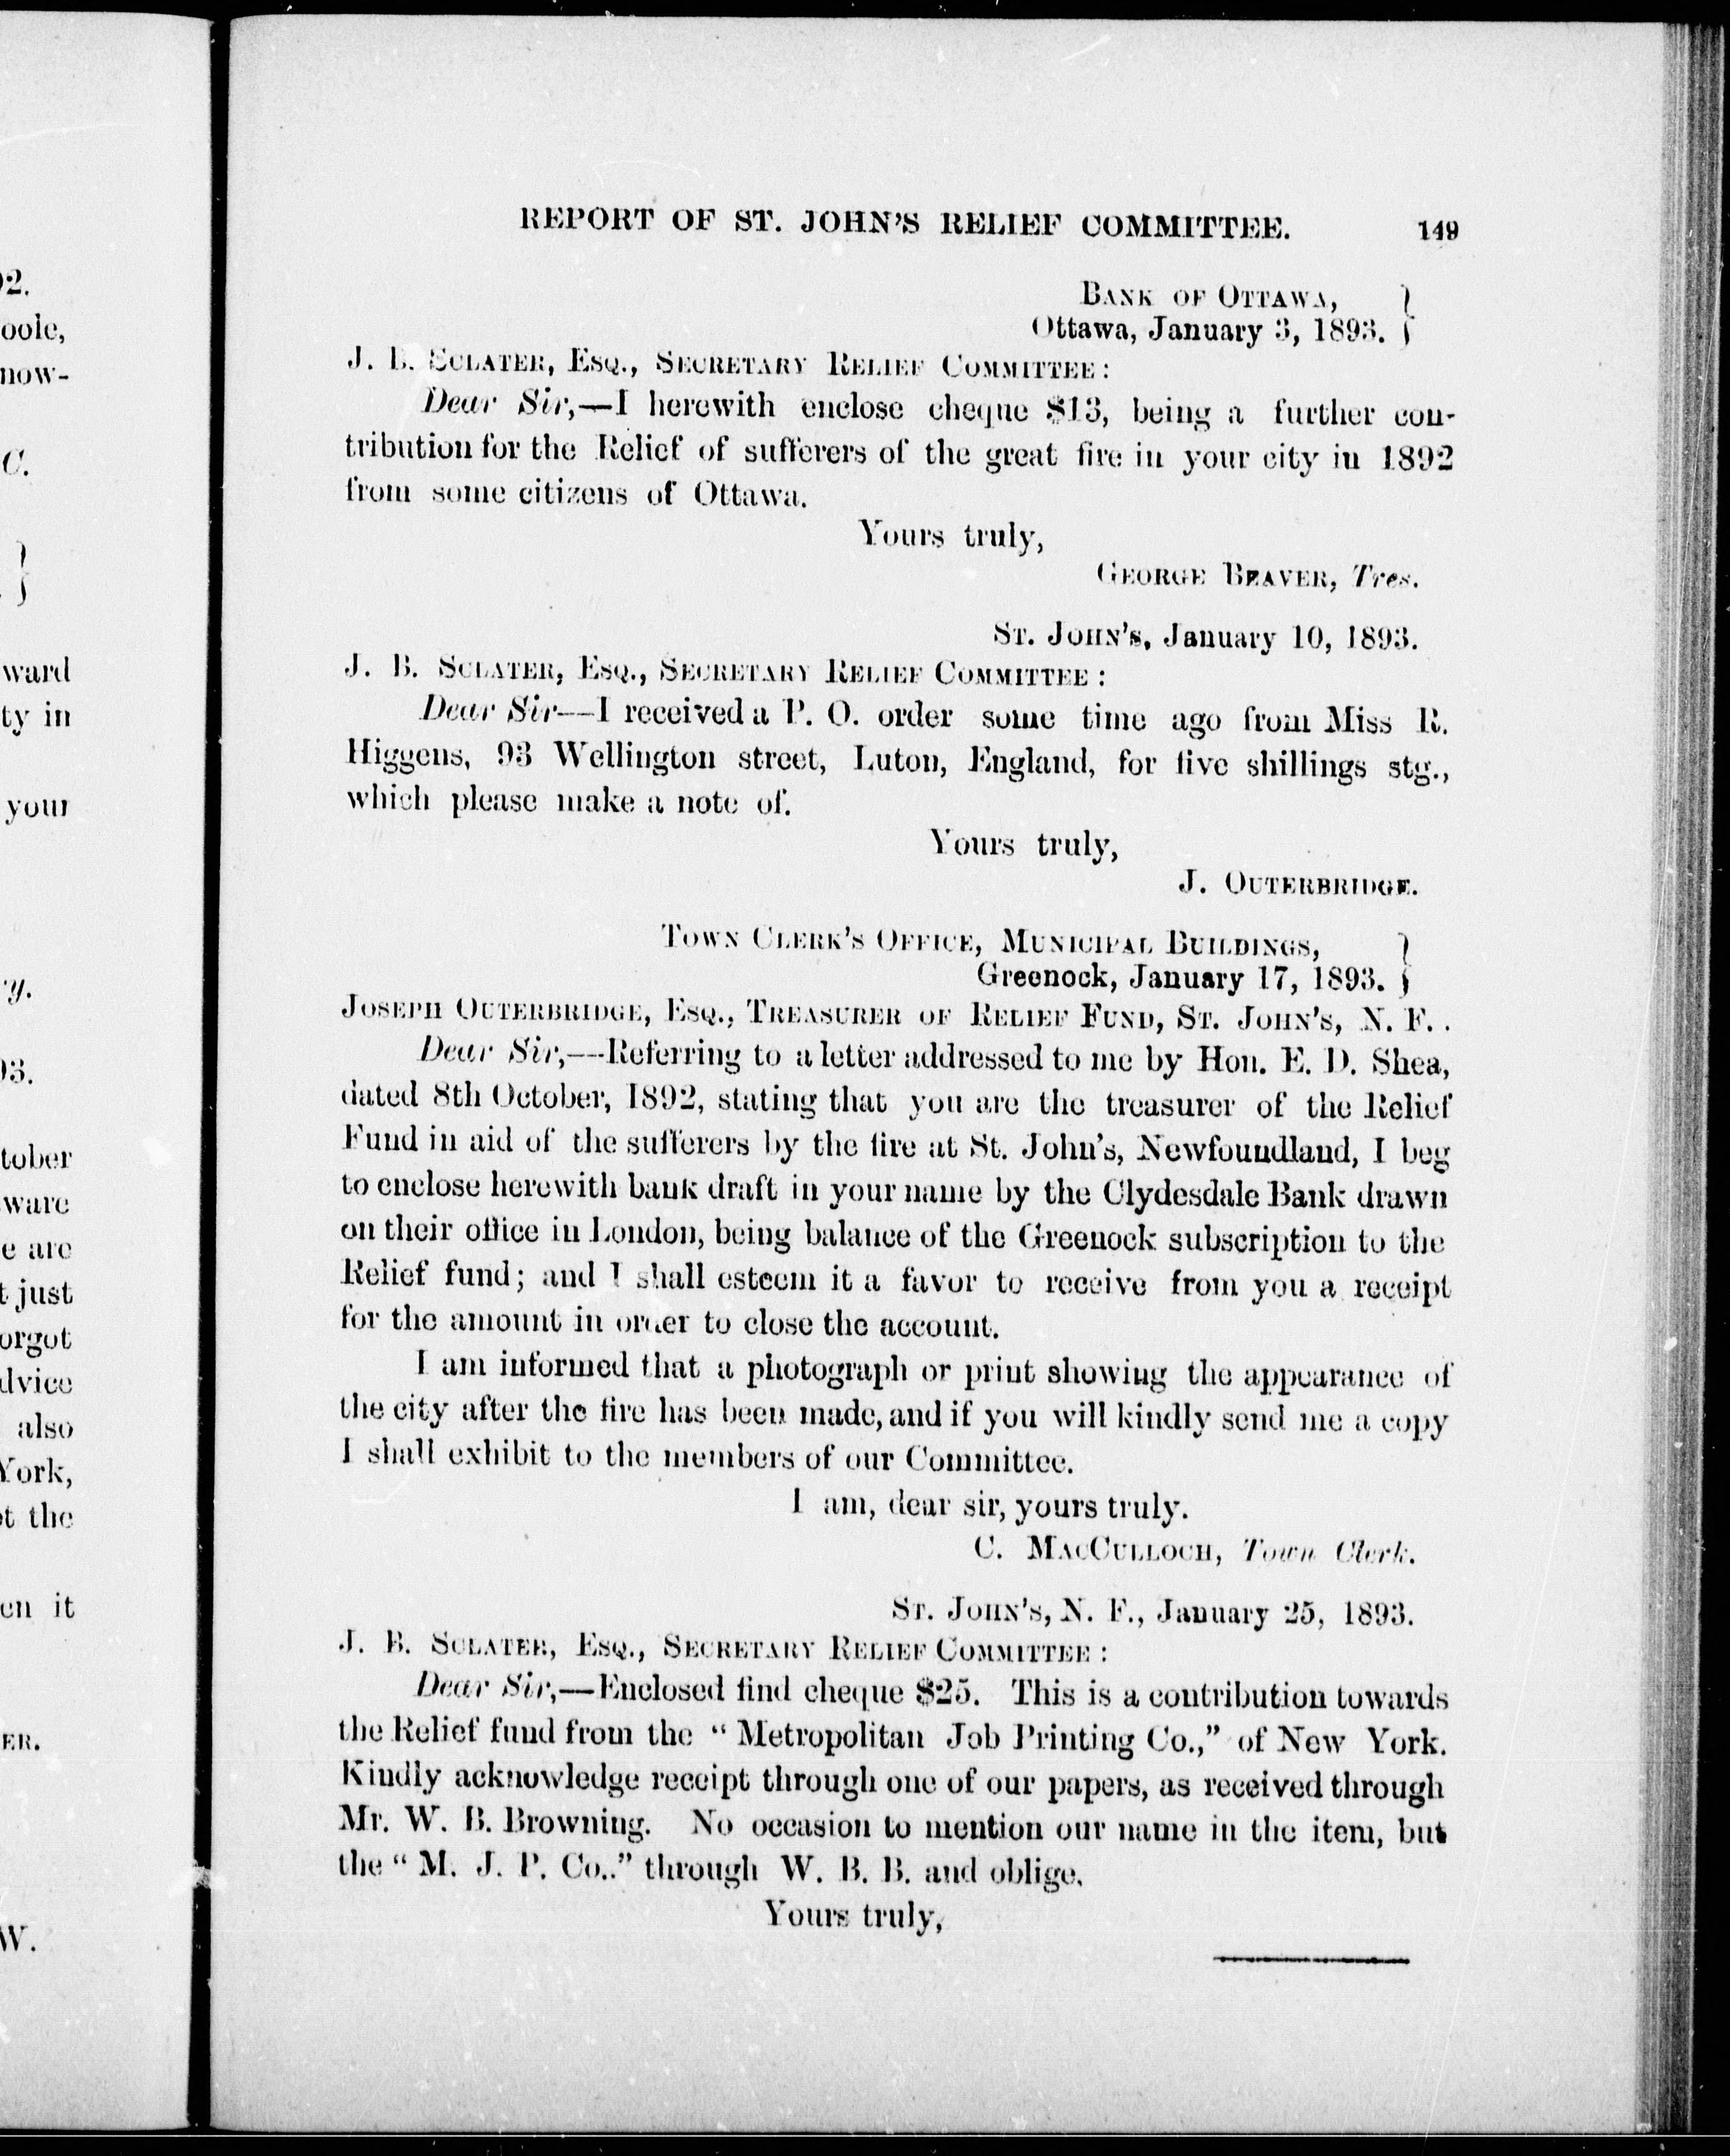 REPORT OF ST. JOHN'S RELIEF COMMITTEE. 149
BANK OF OTTAWA,
Ottawa, January 3, 1893. }
J. B. SCLATER, ESQ., SECRETARY RELIEF COMMITTEE:
Dear Sir,—I herewith enclose cheque $13, being a further con-
tribution for the Relief of sufferers of the great fire in your city in 1892
from some citizens of Ottawa.
Yours truly,
GEORGE BEAVER, Tres.
ST. JOHN'S, January 10, 1893.
J. B. SCLATER, ESQ., SECRETARY RELIEF COMMITTEE:
Dear Sir—I received a P. O. order some time ago from Miss R.
Higgens, 93 Wellington street, Luton, England, for five shillings stg.,
which please make a note of.
Yours truly,
J. OUTERBRIDGE.
TOWN CLERK'S OFFICE, MUNICIPAL BUILDINGS,
Greenock, January 17, 1893. }
JOSEPH OUTERBRIDGE, ESQ., TREASURER OF RELIEF FUND, ST. JOHN'S, N. F..
Dear Sir,—Referring to a letter addressed to me by Hon. E. D. Shea,
dated 8th October, 1892, stating that you are the treasurer of the Relief
Fund in aid of the sufferers by the fire at St. John's, Newfoundland, I beg
to enclose herewith bank draft in your name by the Clydesdale Bank drawn
on their office in London, being balance of the Greenock subscription to the
Relief fund; and I shall esteem it a favor to receive from you a receipt
for the amount in order to close the account.
I am informed that a photograph or print showing the appearance of
the city after the fire has been made, and if you will kindly send me a copy
I shall exhibit to the members of our Committee.
I am, dear sir, yours truly.
C. MACCULLOCH, Town Clerk.
ST. JOHN'S, N. F., January 25, 1893.
J. B. SCLATER, ESQ., SECRETARY RELIEF COMMITTEE:
Dear Sir,—Enclosed find cheque $25. This is a contribution towards
the Relief fund from the "Metropolitan Job Printing Co.," of New York.
Kindly acknowledge receipt through one of our papers, as received through
Mr. W. B. Browning. No occasion to mention our name in the item, but
the "M. J. P. Co.." through W. B. B. and oblige.
Yours truly,